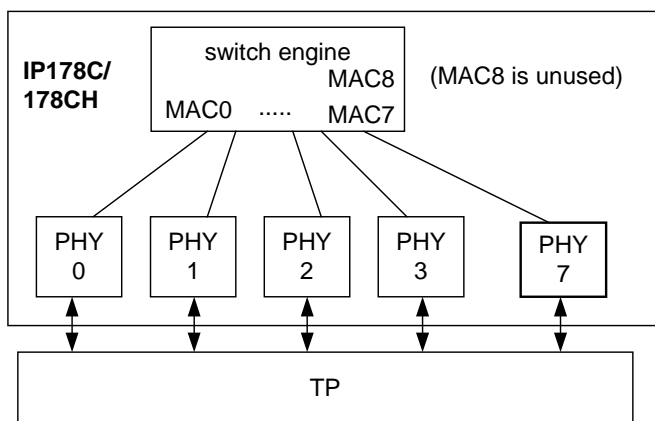 switch engine
IP178C/
178CH
MAC8
(MAC8 is unused)
MAC0 ..... MAC7
PHY
0
PHY
1
PHY
2
PHY
3
PHY
7
TP